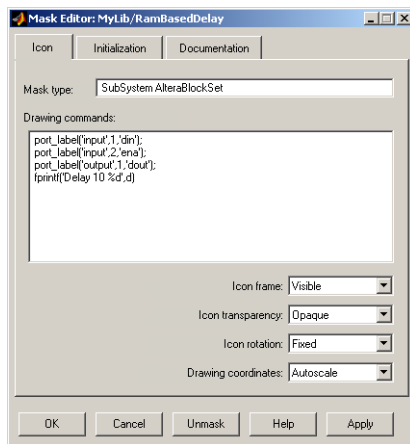 Mask Editor: MyLib/RamBasedDelay
Icon Initialization Documentation
Mask type: SubSystem AlteraBlockSet
Drawing commands:
port_label('input',1,'din');
port_label('input',2,'ena');
port_label('output',1,'dout');
fprintf('Delay 10 %d',d)
Icon frame: Visible
Icon transparency: Opaque
Icon rotation: Fixed
Drawing coordinates: Autoscale
OK Cancel Unmask Help Apply